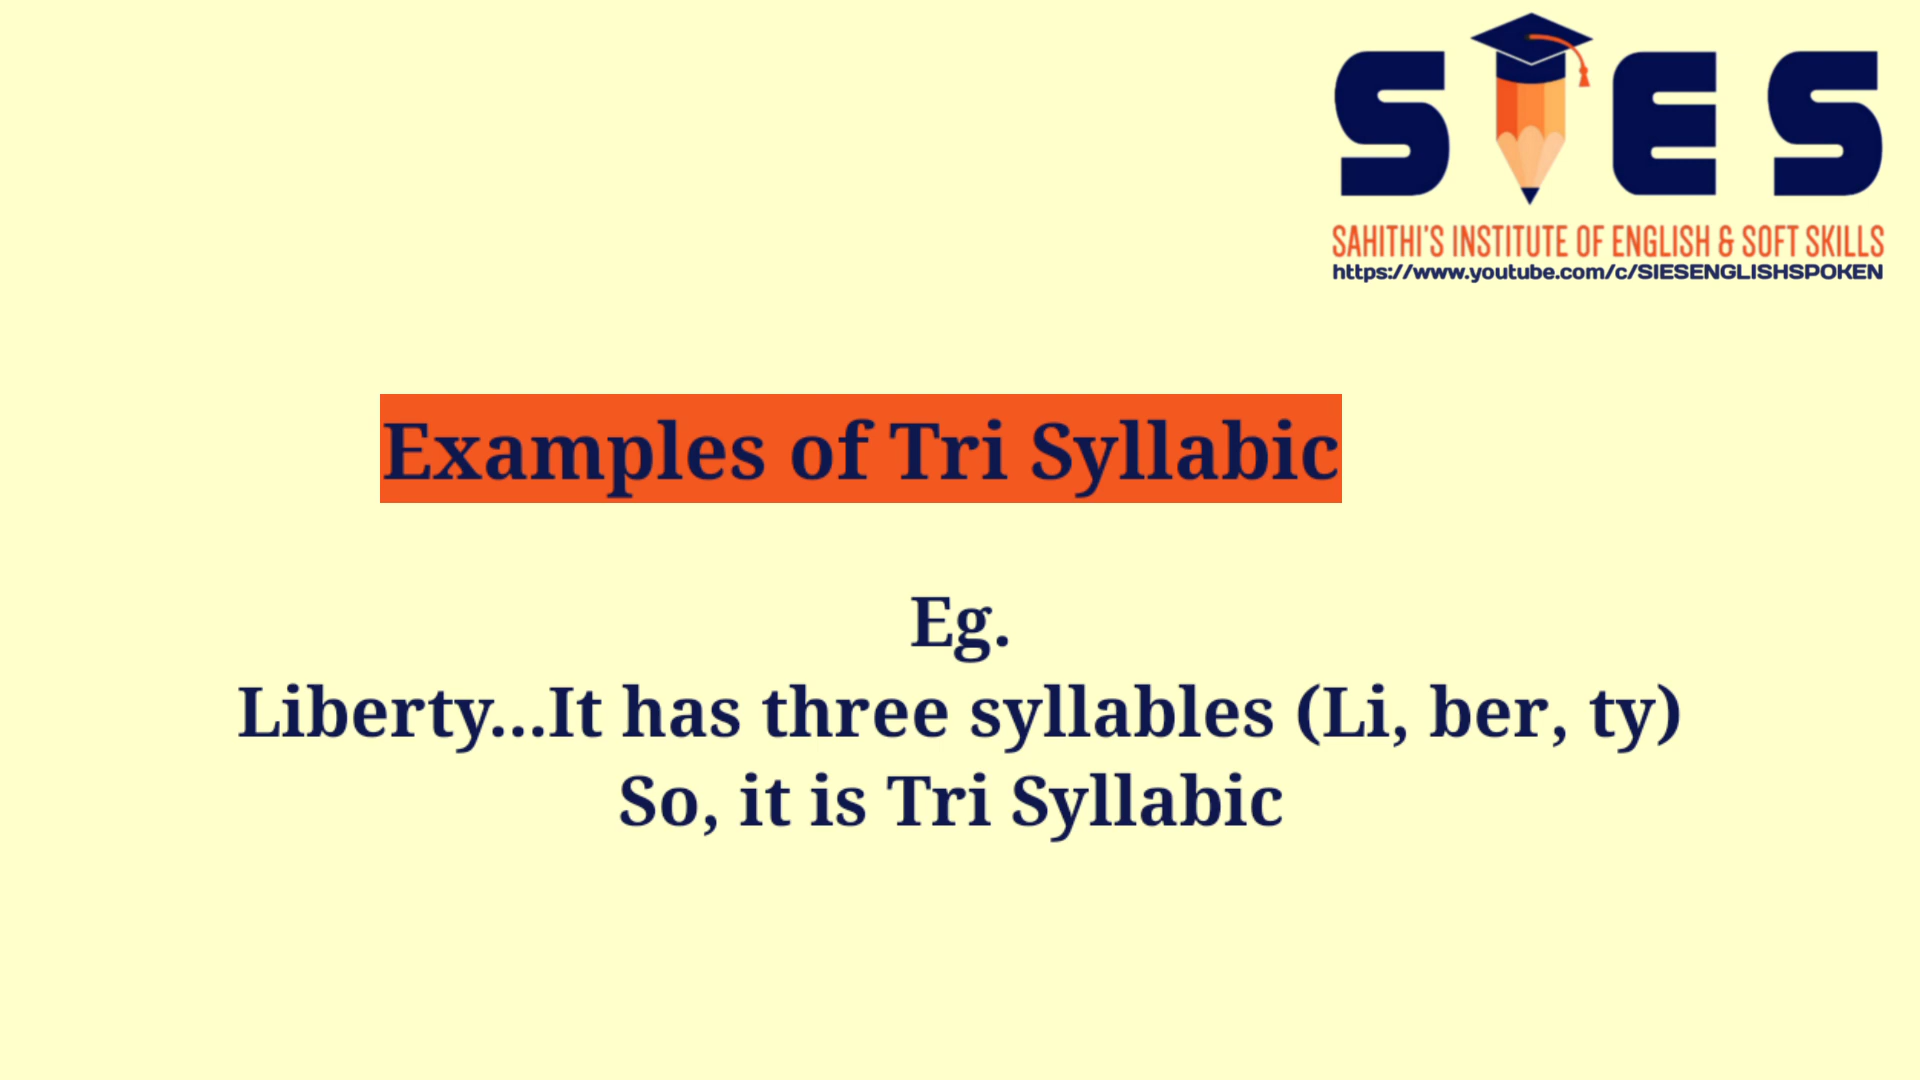 SIES
SAHITHI'S INSTITUTE OF ENGLISH & SOFT SKILLS
https://www.youtube.com/c/SIESENGLISHSPOKEN
Examples of Tri Syllabic
Eg.
Liberty...It has three syllables (Li, ber, ty)
So, it is Tri Syllabic